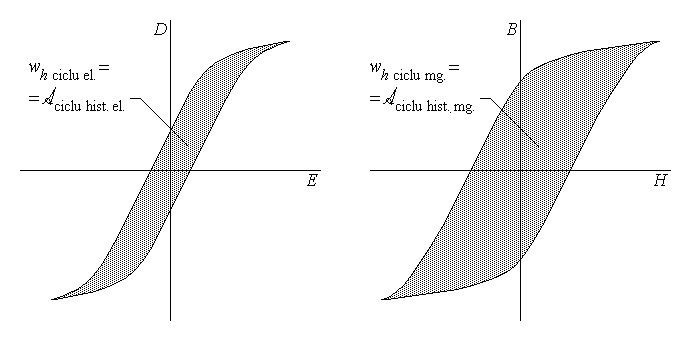 D
w_h ciclu el. =
= 𝒜_ciclu hist. el.
E
B
w_h ciclu mg. =
= 𝒜_ciclu hist. mg.
H